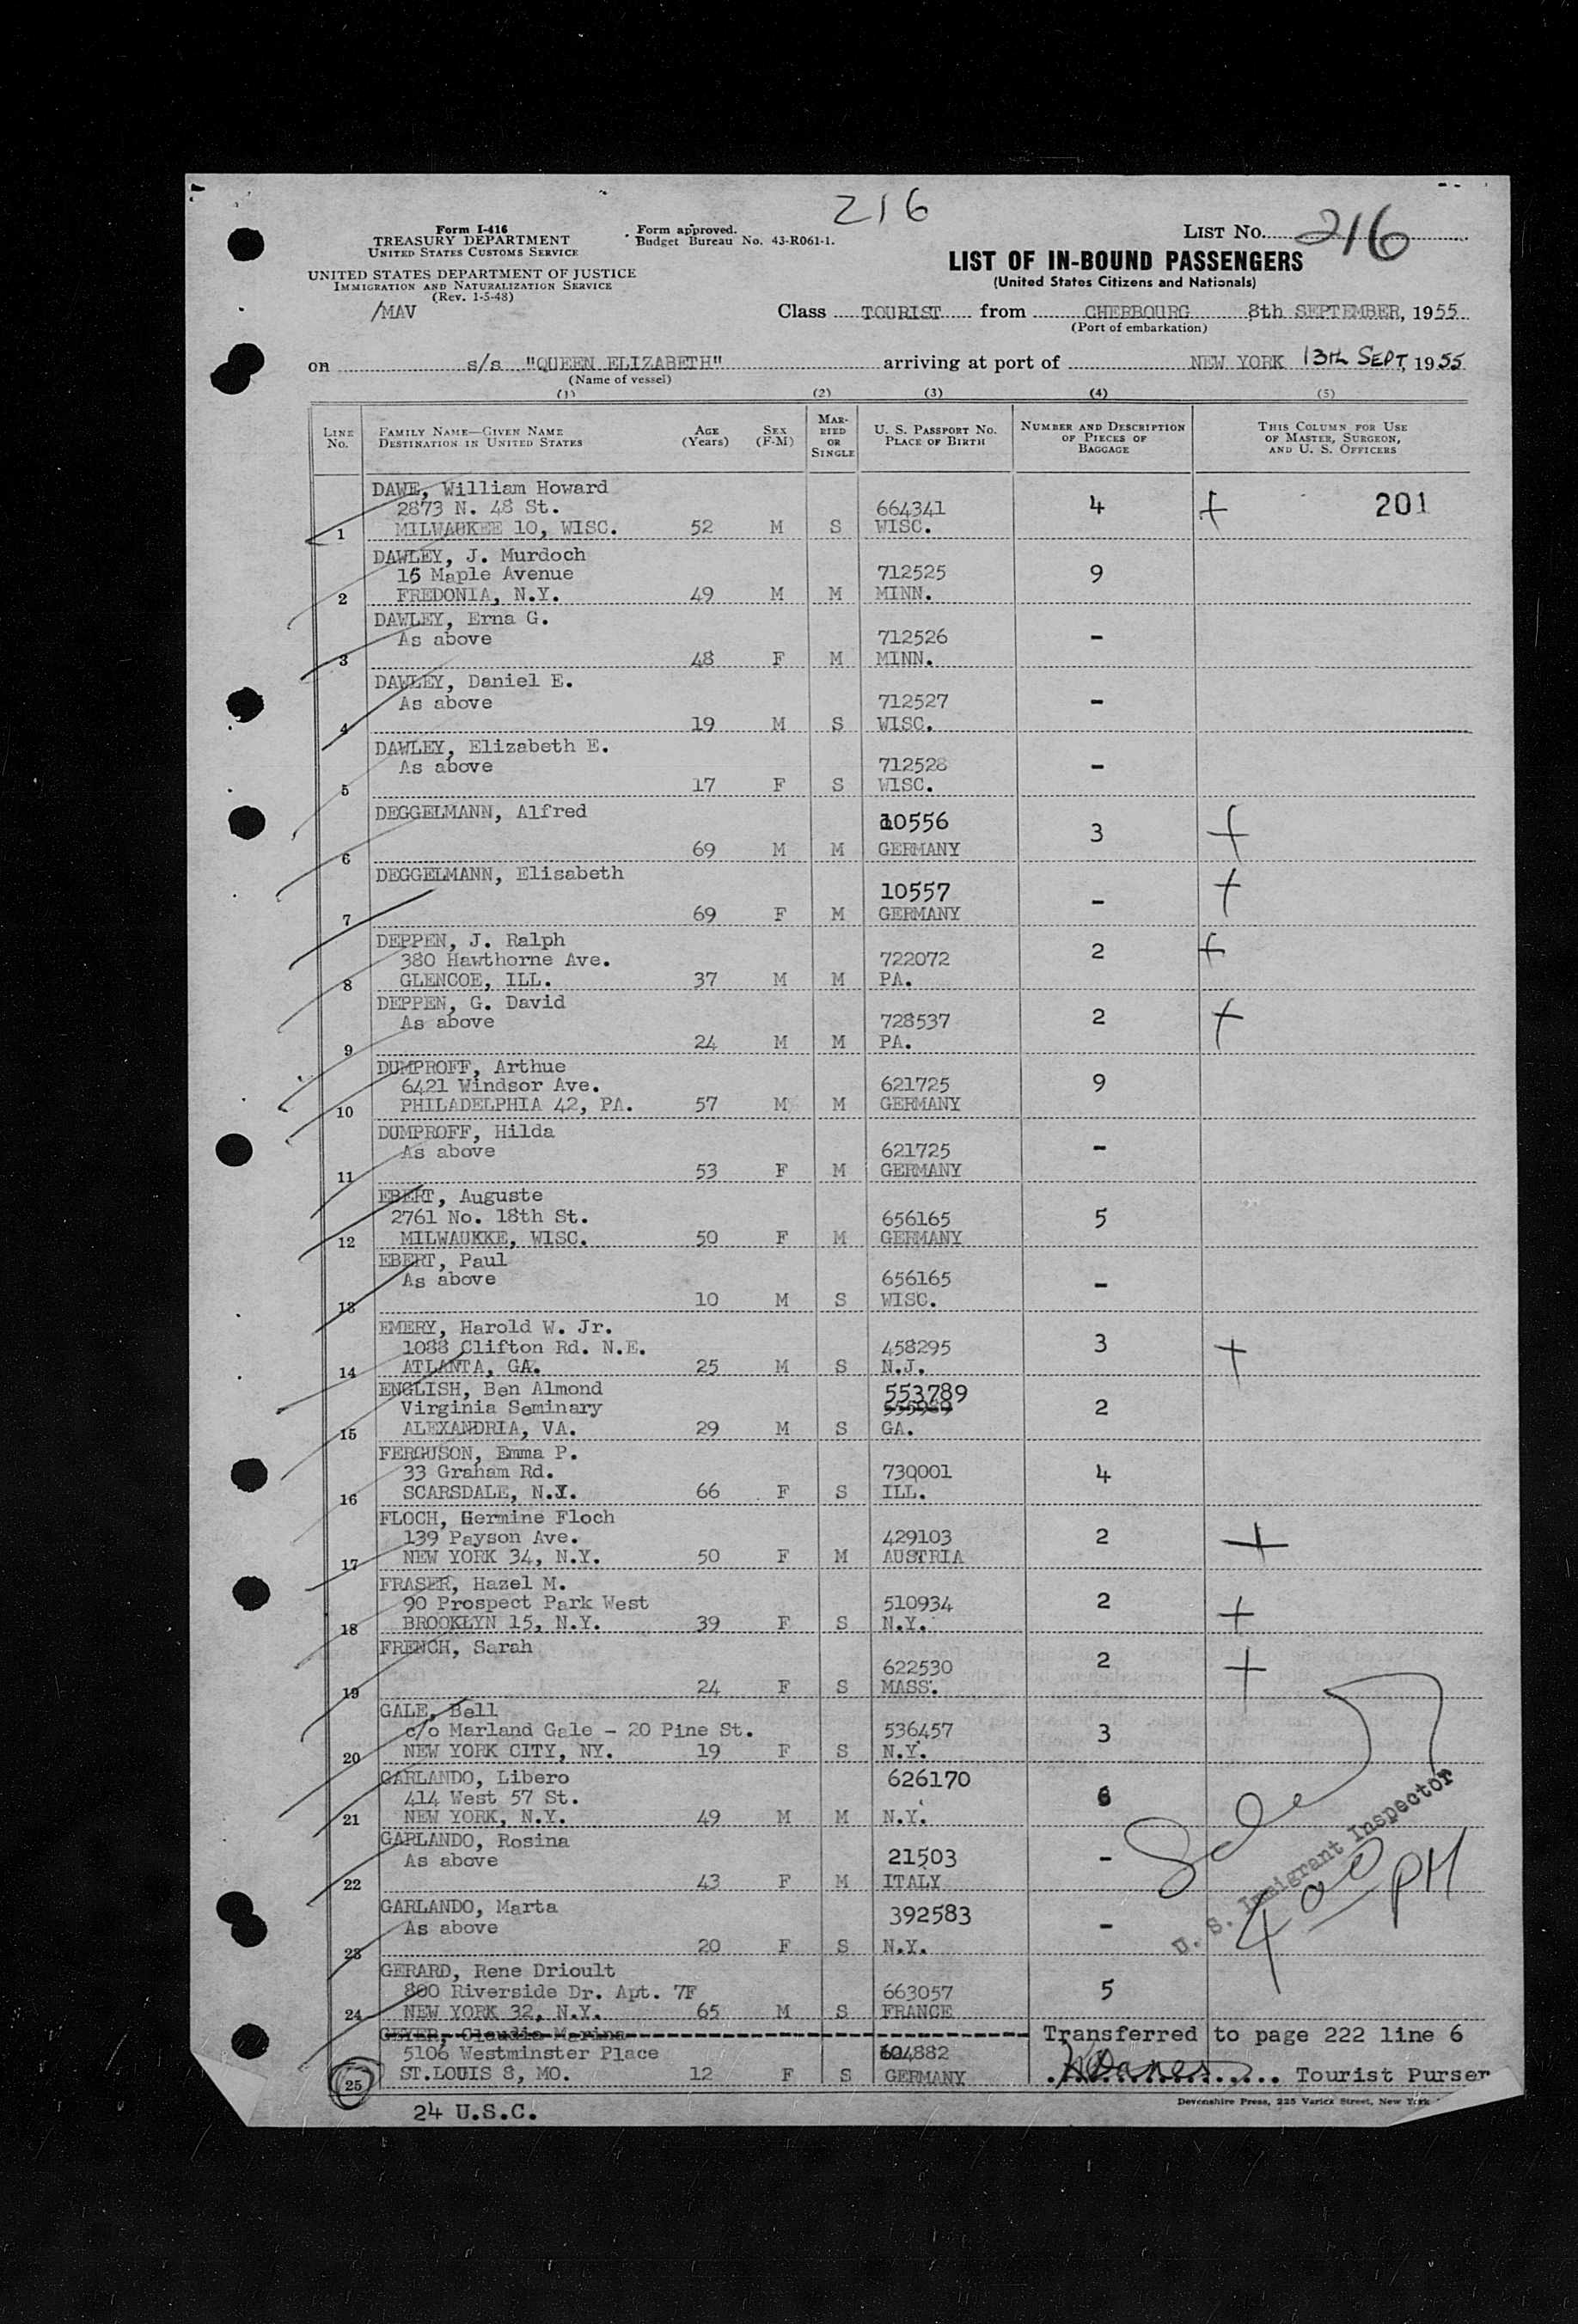 216
Form I-416
TREASURY DEPARTMENT
UNITED STATES CUSTOMS SERVICE
UNITED STATES DEPARTMENT OF JUSTICE
IMMIGRATION AND NATURALIZATION SERVICE
(Rev. 1-5-48)
/MAV
Form approved.
Budget Bureau No. 43-R061-1.
LIST NO. 216
LIST OF IN-BOUND PASSENGERS
(United States Citizens and Nationals)
Class TOURIST from CHERBOURG 8th SEPTEMBER, 1955
(Port of embarkation)
on s/s "QUEEN ELIZABETH" arriving at port of NEW YORK 13TH SEPT, 1955
(Name of vessel)
(1) (2) (3) (4) (5)
LINE NO. FAMILY NAME—GIVEN NAME DESTINATION IN UNITED STATES AGE (Years) SEX (F-M) MARRIED OR SINGLE U. S. PASSPORT NO. PLACE OF BIRTH NUMBER AND DESCRIPTION OF PIECES OF BAGGAGE THIS COLUMN FOR USE OF MASTER, SURGEON, AND U. S. OFFICERS
DAWE, William Howard
2873 N. 48 St. 664341 4 + 201
1 MILWAUKEE 10, WISC. 52 M S WISC.
DAWLEY, J. Murdoch
15 Maple Avenue 712525 9
2 FREDONIA, N.Y. 49 M M MINN.
DAWLEY, Erna G.
As above 712526 -
3 48 F M MINN.
DAWLEY, Daniel E.
As above 712527 -
4 19 M S WISC.
DAWLEY, Elizabeth E.
As above 712528 -
5 17 F S WISC.
DEGGELMANN, Alfred 10556 3 +
6 69 M M GERMANY
DEGGELMANN, Elisabeth 10557 - +
7 69 F M GERMANY
DEPPEN, J. Ralph
380 Hawthorne Ave. 722072 2 +
8 GLENCOE, ILL. 37 M M PA.
DEPPEN, G. David
As above 728537 2 +
9 24 M M PA.
DUMPROFF, Arthue
6421 Windsor Ave. 621725 9
10 PHILADELPHIA 42, PA. 57 M M GERMANY
DUMPROFF, Hilda
As above 621725 -
11 53 F M GERMANY
EBERT, Auguste
2761 No. 18th St. 656165 5
12 MILWAUKKE, WISC. 50 F M GERMANY
EBERT, Paul
As above 656165 -
13 10 M S WISC.
EMERY, Harold W. Jr.
1088 Clifton Rd. N.E. 458295 3 +
14 ATLANTA, GA. 25 M S N.J.
ENGLISH, Ben Almond 553789
Virginia Seminary 2
15 ALEXANDRIA, VA. 29 M S GA.
FERGUSON, Emma P.
33 Graham Rd. 730001 4
16 SCARSDALE, N.Y. 66 F S ILL.
FLOCH, Hermine Floch
139 Payson Ave. 429103 2 +
17 NEW YORK 34, N.Y. 50 F M AUSTRIA
FRASER, Hazel M.
90 Prospect Park West 510934 2 +
18 BROOKLYN 15, N.Y. 39 F S N.Y.
FRENCH, Sarah
622530 2 +
19 24 F S MASS.
GALE, Bell
c/o Marland Gale - 20 Pine St. 536457 3
20 NEW YORK CITY, NY. 19 F S N.Y.
GARLANDO, Libero 626170
414 West 57 St. 6
21 NEW YORK, N.Y. 49 M M N.Y.
GARLANDO, Rosina
As above 21503 -
22 43 F M ITALY
GARLANDO, Marta
As above 392583 -
23 20 F S N.Y.
U. S. Immigrant Inspector
4 00 PM
GERARD, Rene Drioult
800 Riverside Dr. Apt. 7F 663057 5
24 NEW YORK 32, N.Y. 65 M S FRANCE
GEYER, Claudia Marina Transferred to page 222 line 6
5106 Westminster Place 604882
25 ST.LOUIS 8, MO. 12 F S GERMANY Tourist Purser
24 U.S.C.
Devonshire Press, 225 Varick Street, New York